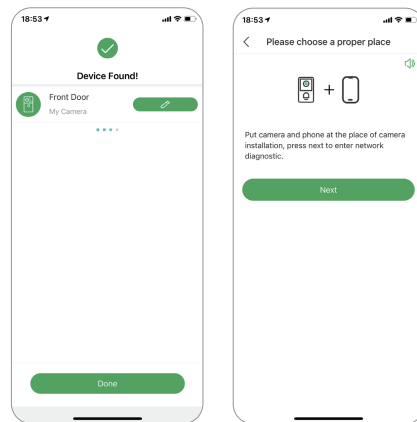 18:53
Device Found!
Front Door
My Camera
Done
18:53
Please choose a proper place
+
Put camera and phone at the place of camera
installation, press next to enter network
diagnostic.
Next